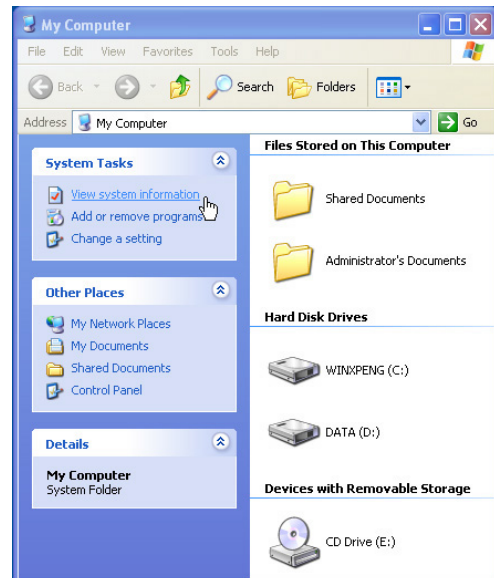 My Computer
File Edit View Favorites Tools Help
Back Search Folders
Address My Computer Go
System Tasks
View system information
Add or remove programs
Change a setting
Other Places
My Network Places
My Documents
Shared Documents
Control Panel
Details
My Computer
System Folder
Files Stored on This Computer
Shared Documents
Administrator's Documents
Hard Disk Drives
WINXPENG (C:)
DATA (D:)
Devices with Removable Storage
CD Drive (E:)